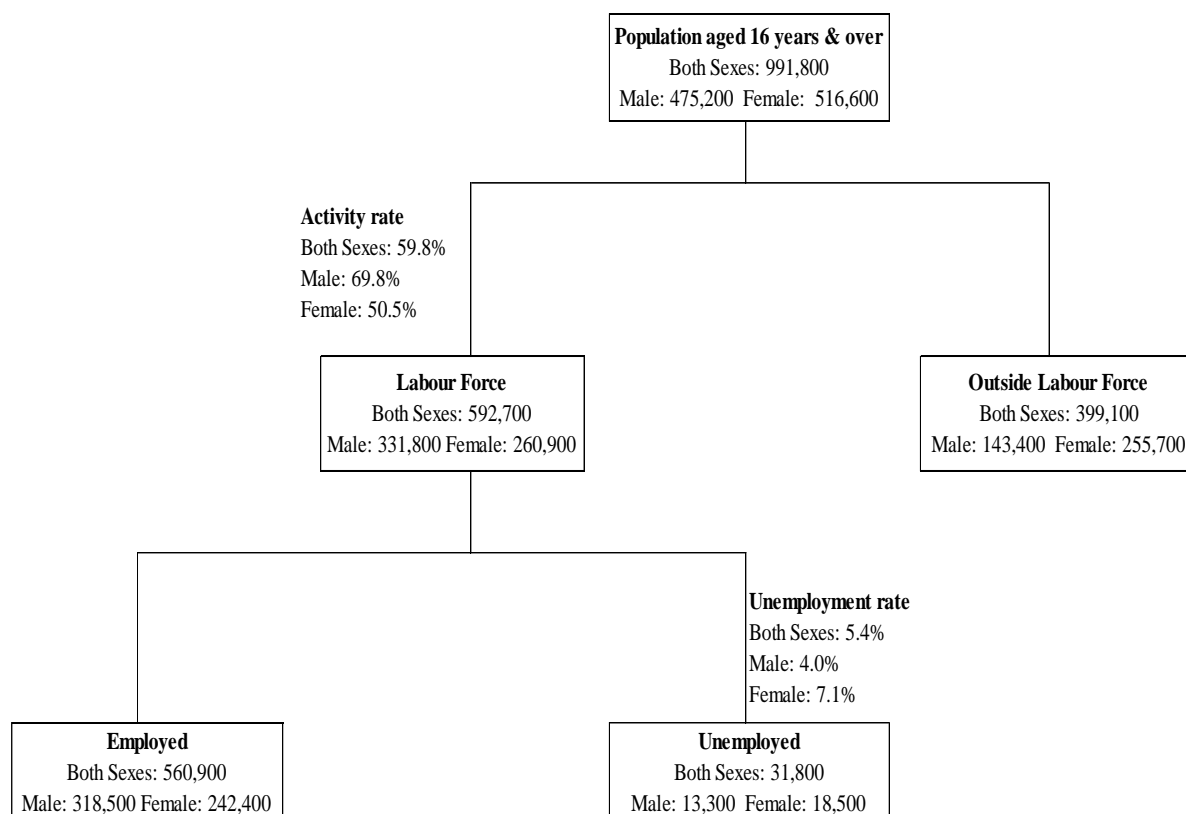 Population aged 16 years & over
Both Sexes: 991,800
Male: 475,200 Female: 516,600
Activity rate
Both Sexes: 59.8%
Male: 69.8%
Female: 50.5%
Labour Force
Both Sexes: 592,700
Male: 331,800 Female: 260,900
Outside Labour Force
Both Sexes: 399,100
Male: 143,400 Female: 255,700
Unemployment rate
Both Sexes: 5.4%
Male: 4.0%
Female: 7.1%
Employed
Both Sexes: 560,900
Male: 318,500 Female: 242,400
Unemployed
Both Sexes: 31,800
Male: 13,300 Female: 18,500